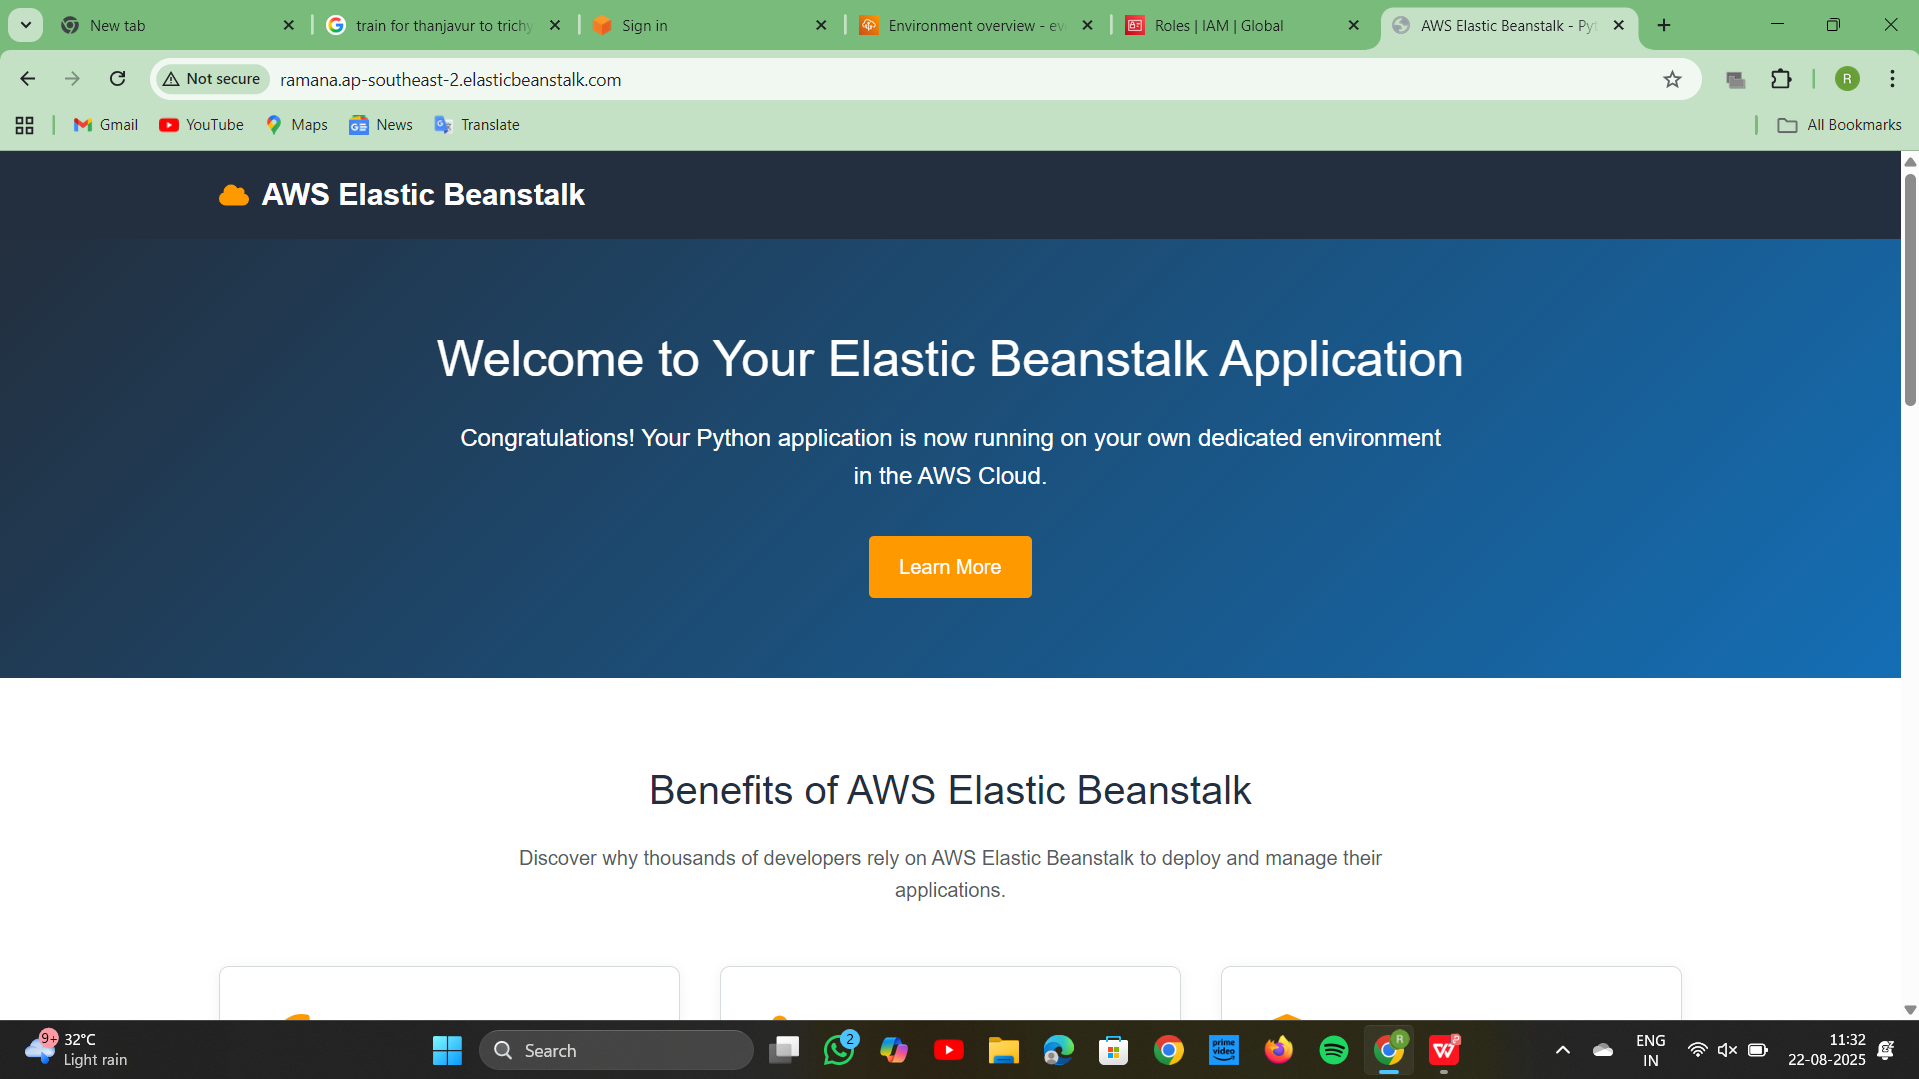 New tab
train for thanjavur to trichy
Sign in
Environment overview - ev
Roles | IAM | Global
AWS Elastic Beanstalk - Py
Not secure
ramana.ap-southeast-2.elasticbeanstalk.com
R
Gmail
YouTube
Maps
News
Translate
All Bookmarks
AWS Elastic Beanstalk
Welcome to Your Elastic Beanstalk Application
Congratulations! Your Python application is now running on your own dedicated environment
in the AWS Cloud.
Learn More
Benefits of AWS Elastic Beanstalk
Discover why thousands of developers rely on AWS Elastic Beanstalk to deploy and manage their
applications.
9+
32°C
Light rain
Search
2
prime
video
R
ENG
IN
11:32
22-08-2025